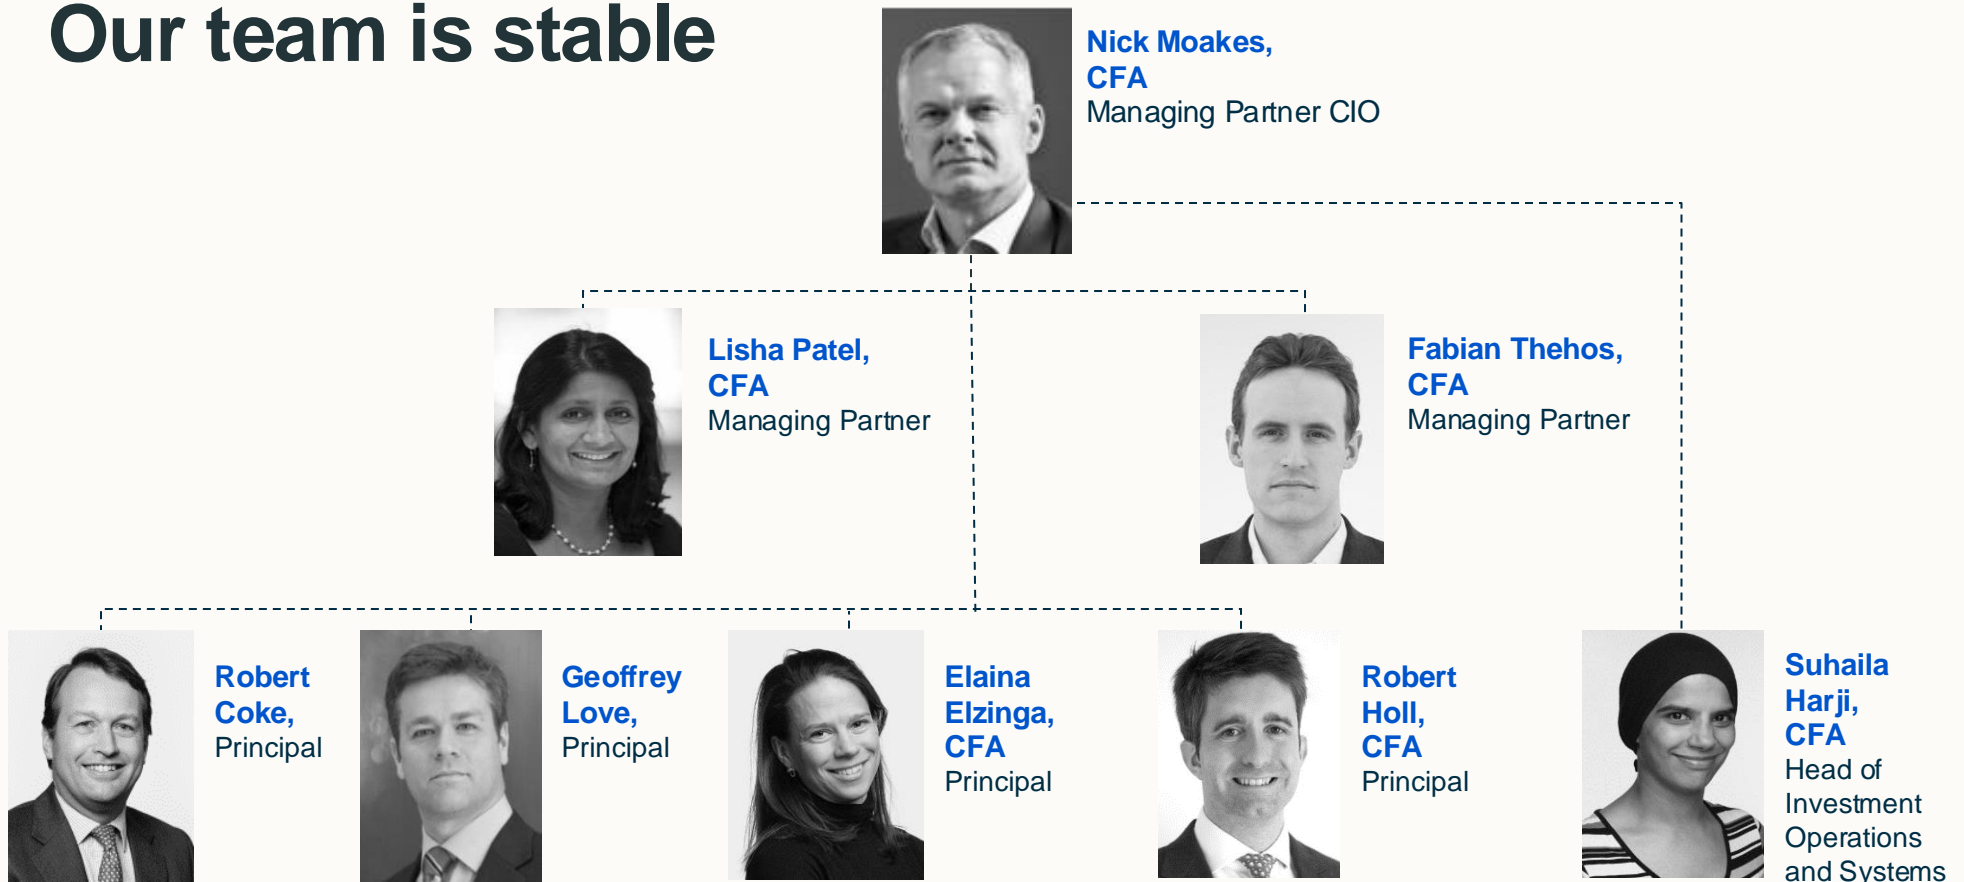 Our team is stable
Nick Moakes,
CFA
Managing Partner CIO
Lisha Patel,
CFA
Managing Partner
Fabian Thehos,
CFA
Managing Partner
Robert
Coke,
Principal
Geoffrey
Love,
Principal
Elaina
Elzinga,
CFA
Principal
Robert
Holl,
CFA
Principal
Suhaila
Harji,
CFA
Head of
Investment
Operations
and Systems